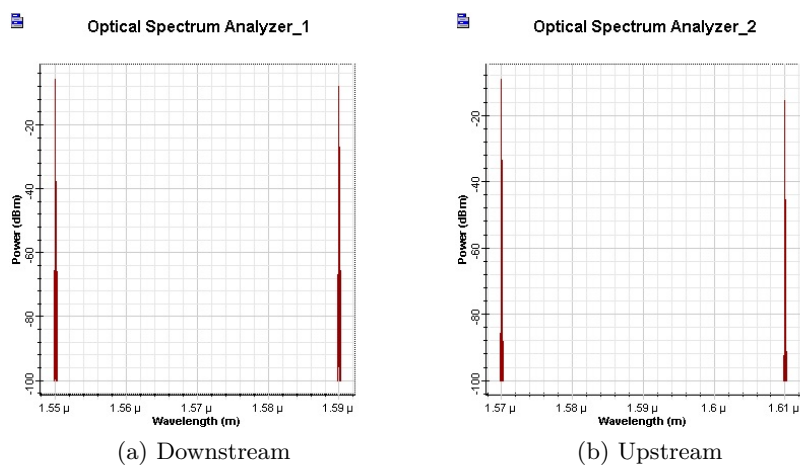 Optical Spectrum Analyzer_1
Power (dBm)
-20
-40
-60
-80
-100
1.55 µ 1.56 µ 1.57 µ 1.58 µ 1.59 µ
Wavelength (m)
(a) Downstream
Optical Spectrum Analyzer_2
Power (dBm)
-20
-40
-60
-80
-100
1.57 µ 1.58 µ 1.59 µ 1.6 µ 1.61 µ
Wavelength (m)
(b) Upstream